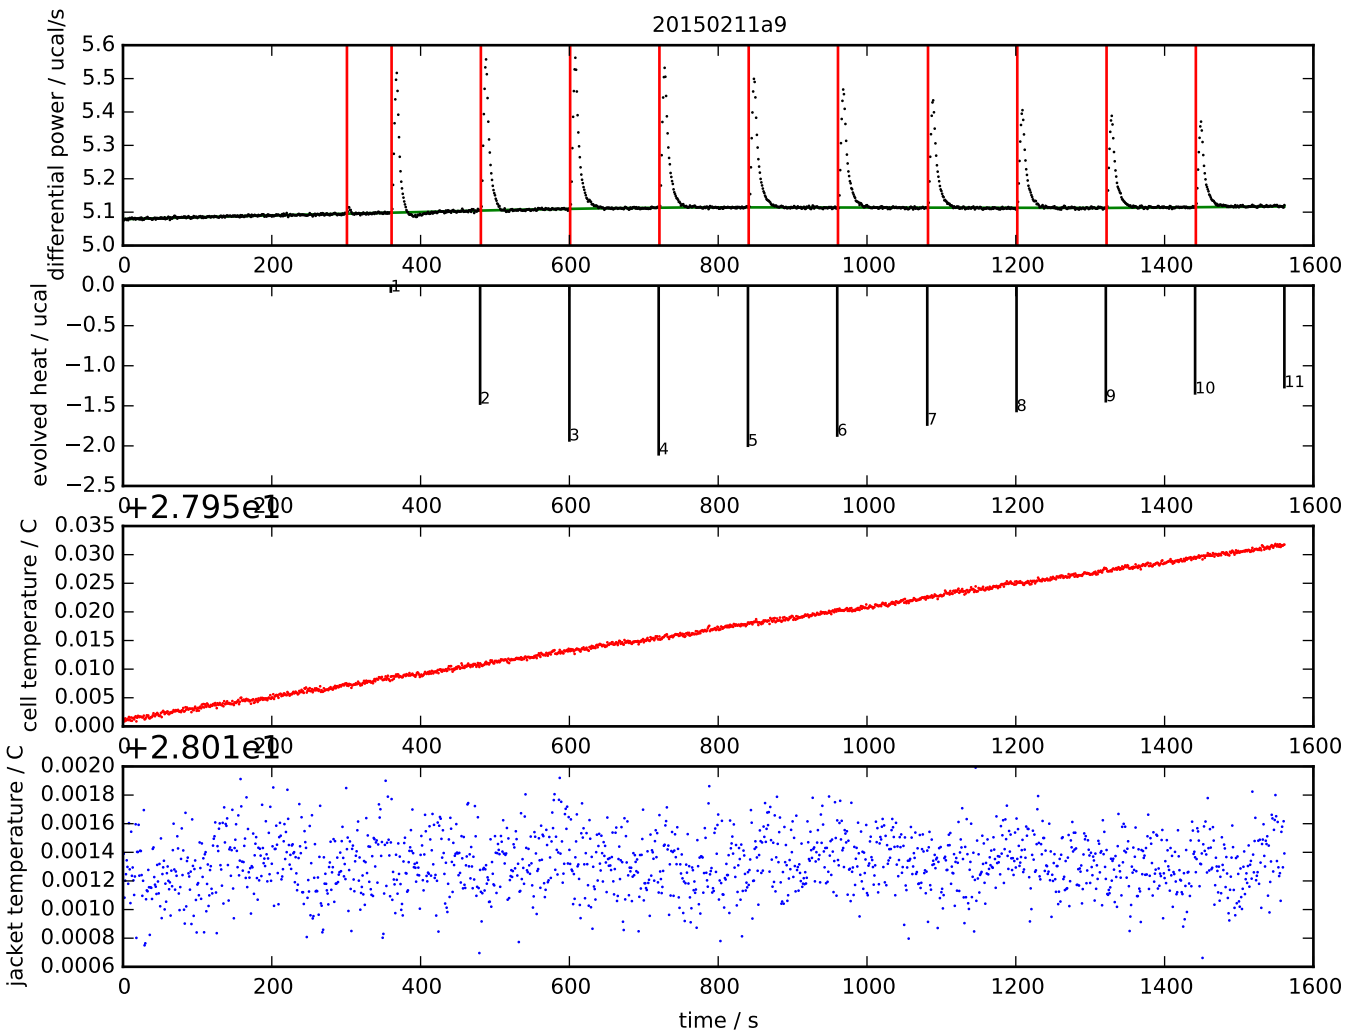 20150211a9
differential power / ucal/s
5.6
5.5
5.4
5.3
5.2
5.1
5.0
0 200 400 600 800 1000 1200 1400 1600
evolved heat / ucal
0.0
−0.5
−1.0
−1.5
−2.0
−2.5
1 2 3 4 5 6 7 8 9 10 11
0 200 400 600 800 1000 1200 1400 1600
+2.795e1
cell temperature / C
0.035
0.030
0.025
0.020
0.015
0.010
0.005
0.000
0 200 400 600 800 1000 1200 1400 1600
+2.801e1
jacket temperature / C
0.0020
0.0018
0.0016
0.0014
0.0012
0.0010
0.0008
0.0006
0 200 400 600 800 1000 1200 1400 1600
time / s